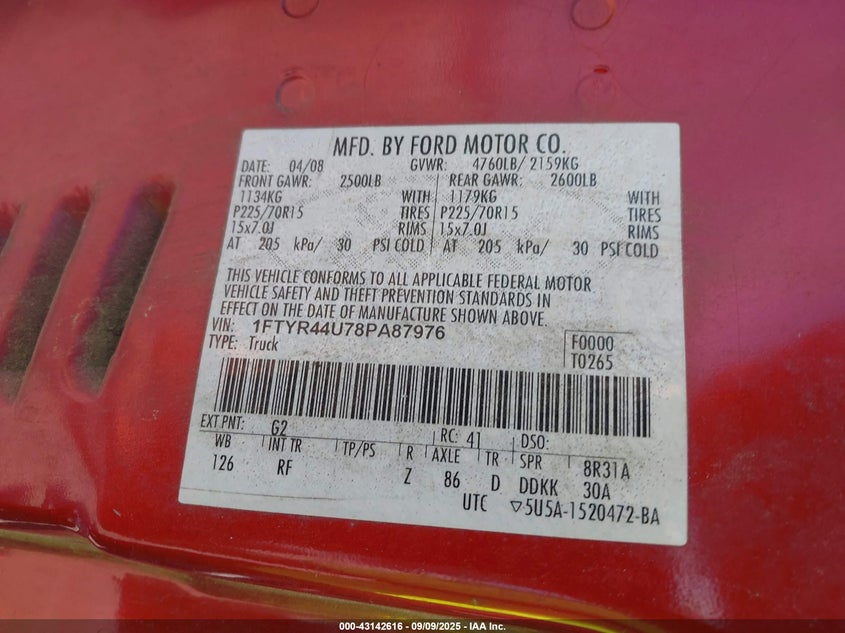 MFD. BY FORD MOTOR CO.
DATE: 04/08 GVWR: 4760LB/ 2159KG
FRONT GAWR: 2500LB REAR GAWR: 2600LB
1134KG WITH 1179KG WITH
P225/70R15 TIRES P225/70R15 TIRES
15x7.0J RIMS 15x7.0J RIMS
AT 205 kPa/ 30 PSI COLD AT 205 kPa/ 30 PSI COLD
THIS VEHICLE CONFORMS TO ALL APPLICABLE FEDERAL MOTOR
VEHICLE SAFETY AND THEFT PREVENTION STANDARDS IN
EFFECT ON THE DATE OF MANUFACTURE SHOWN ABOVE.
VIN: 1FTYR44U78PA87976
TYPE: Truck
F0000
T0265
EXT PNT: G2 RC: 41 DSO:
WB INT TR TP/PS R AXLE TR SPR 8R31A
126 RF Z 86 D DDKK 30A
UTC ▽5U5A-1520472-BA
000-43142616 - 09/09/2025 - IAA Inc.